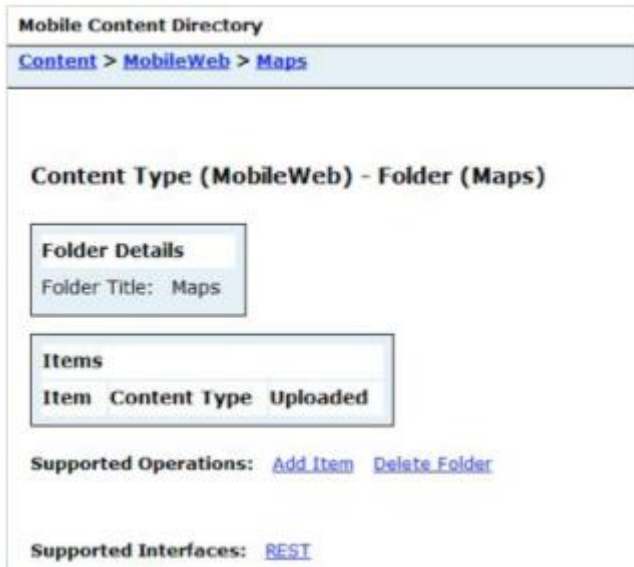 Mobile Content Directory
Content > MobileWeb > Maps
Content Type (MobileWeb) - Folder (Maps)
Folder Details
Folder Title: Maps
Items
Item Content Type Uploaded
Supported Operations: Add Item Delete Folder
Supported Interfaces: REST